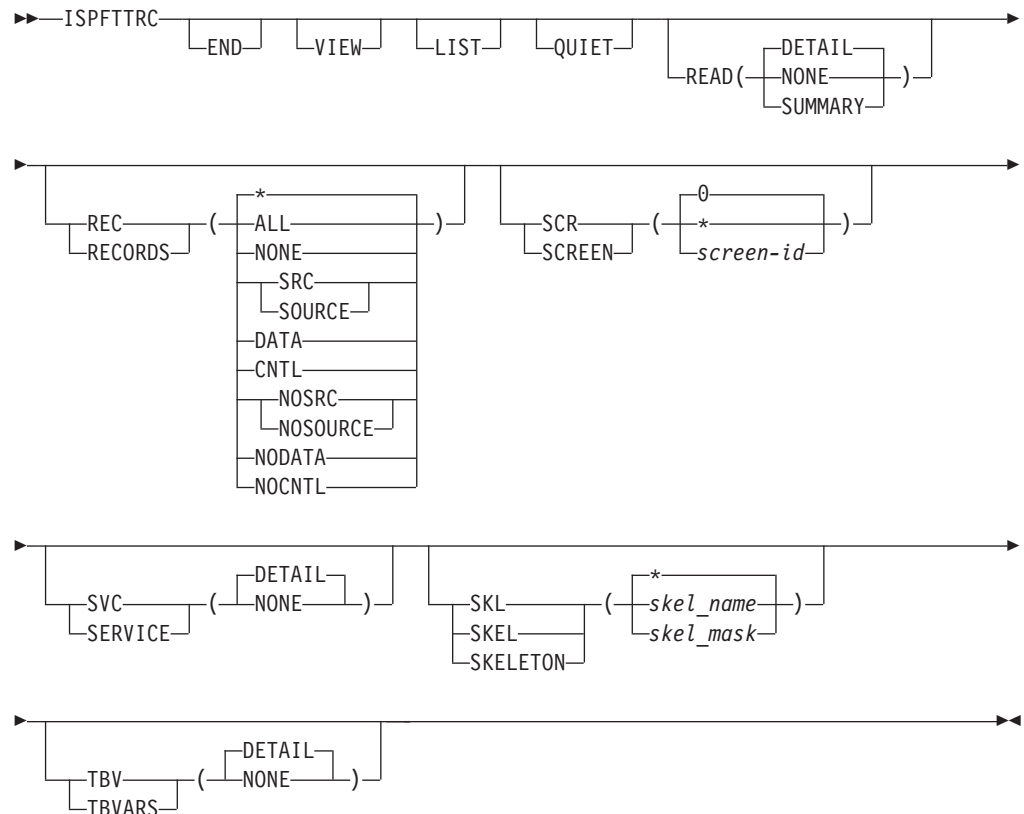 ISPFTTRC END VIEW LIST QUIET READ( DETAIL NONE SUMMARY )
REC RECORDS ( * ALL NONE SRC SOURCE DATA CNTL NOSRC NOSOURCE NODATA NOCNTL ) SCR SCREEN ( 0 * screen-id )
SVC SERVICE ( DETAIL NONE ) SKL SKEL SKELETON ( * skel_name skel_mask )
TBV TBVARS ( DETAIL NONE )